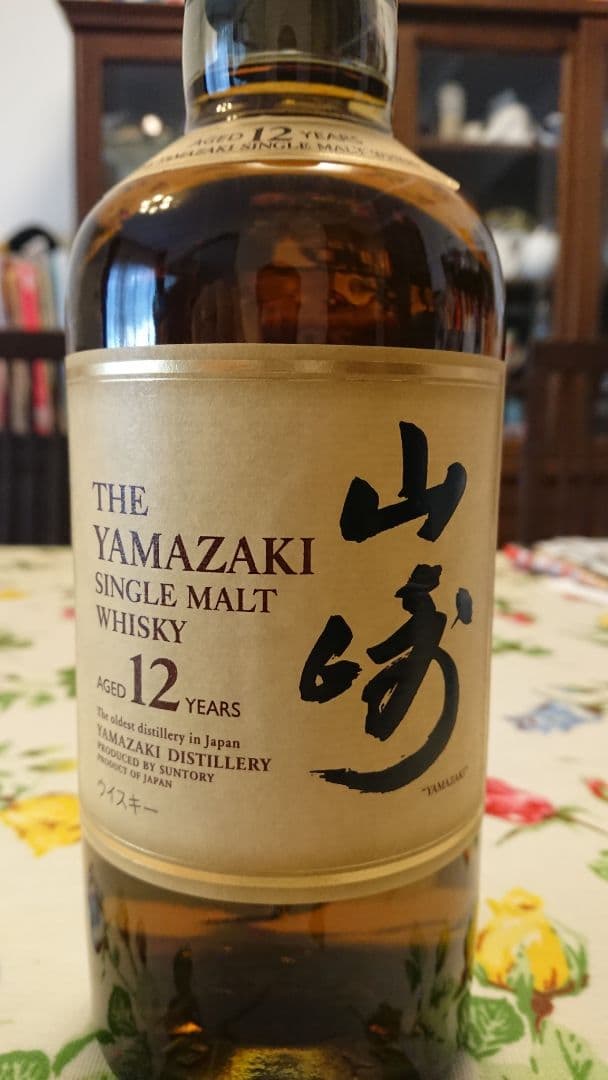 AGED 12 YEARS
YAMAZAKI SINGLE MALT
THE
YAMAZAKI
SINGLE MALT
WHISKY
AGED 12 YEARS
The oldest distillery in Japan
YAMAZAKI DISTILLERY
PRODUCED BY SUNTORY
PRODUCT OF JAPAN
ウイスキー
山崎
"YAMAZAKI"